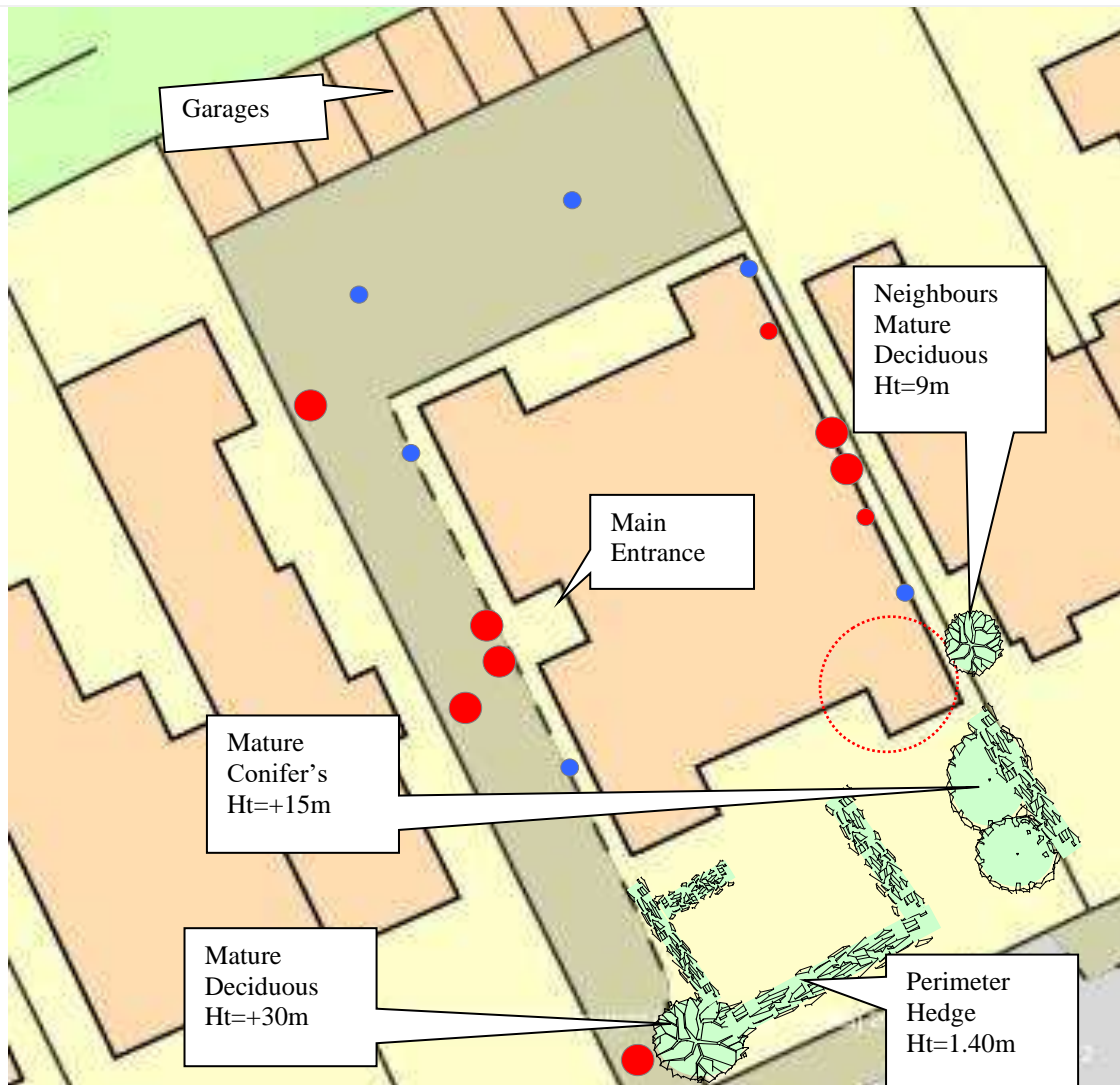 Garages
Neighbours
Mature
Deciduous
Ht=9m
Main
Entrance
Mature
Conifer's
Ht=+15m
Mature
Deciduous
Ht=+30m
Perimeter
Hedge
Ht=1.40m